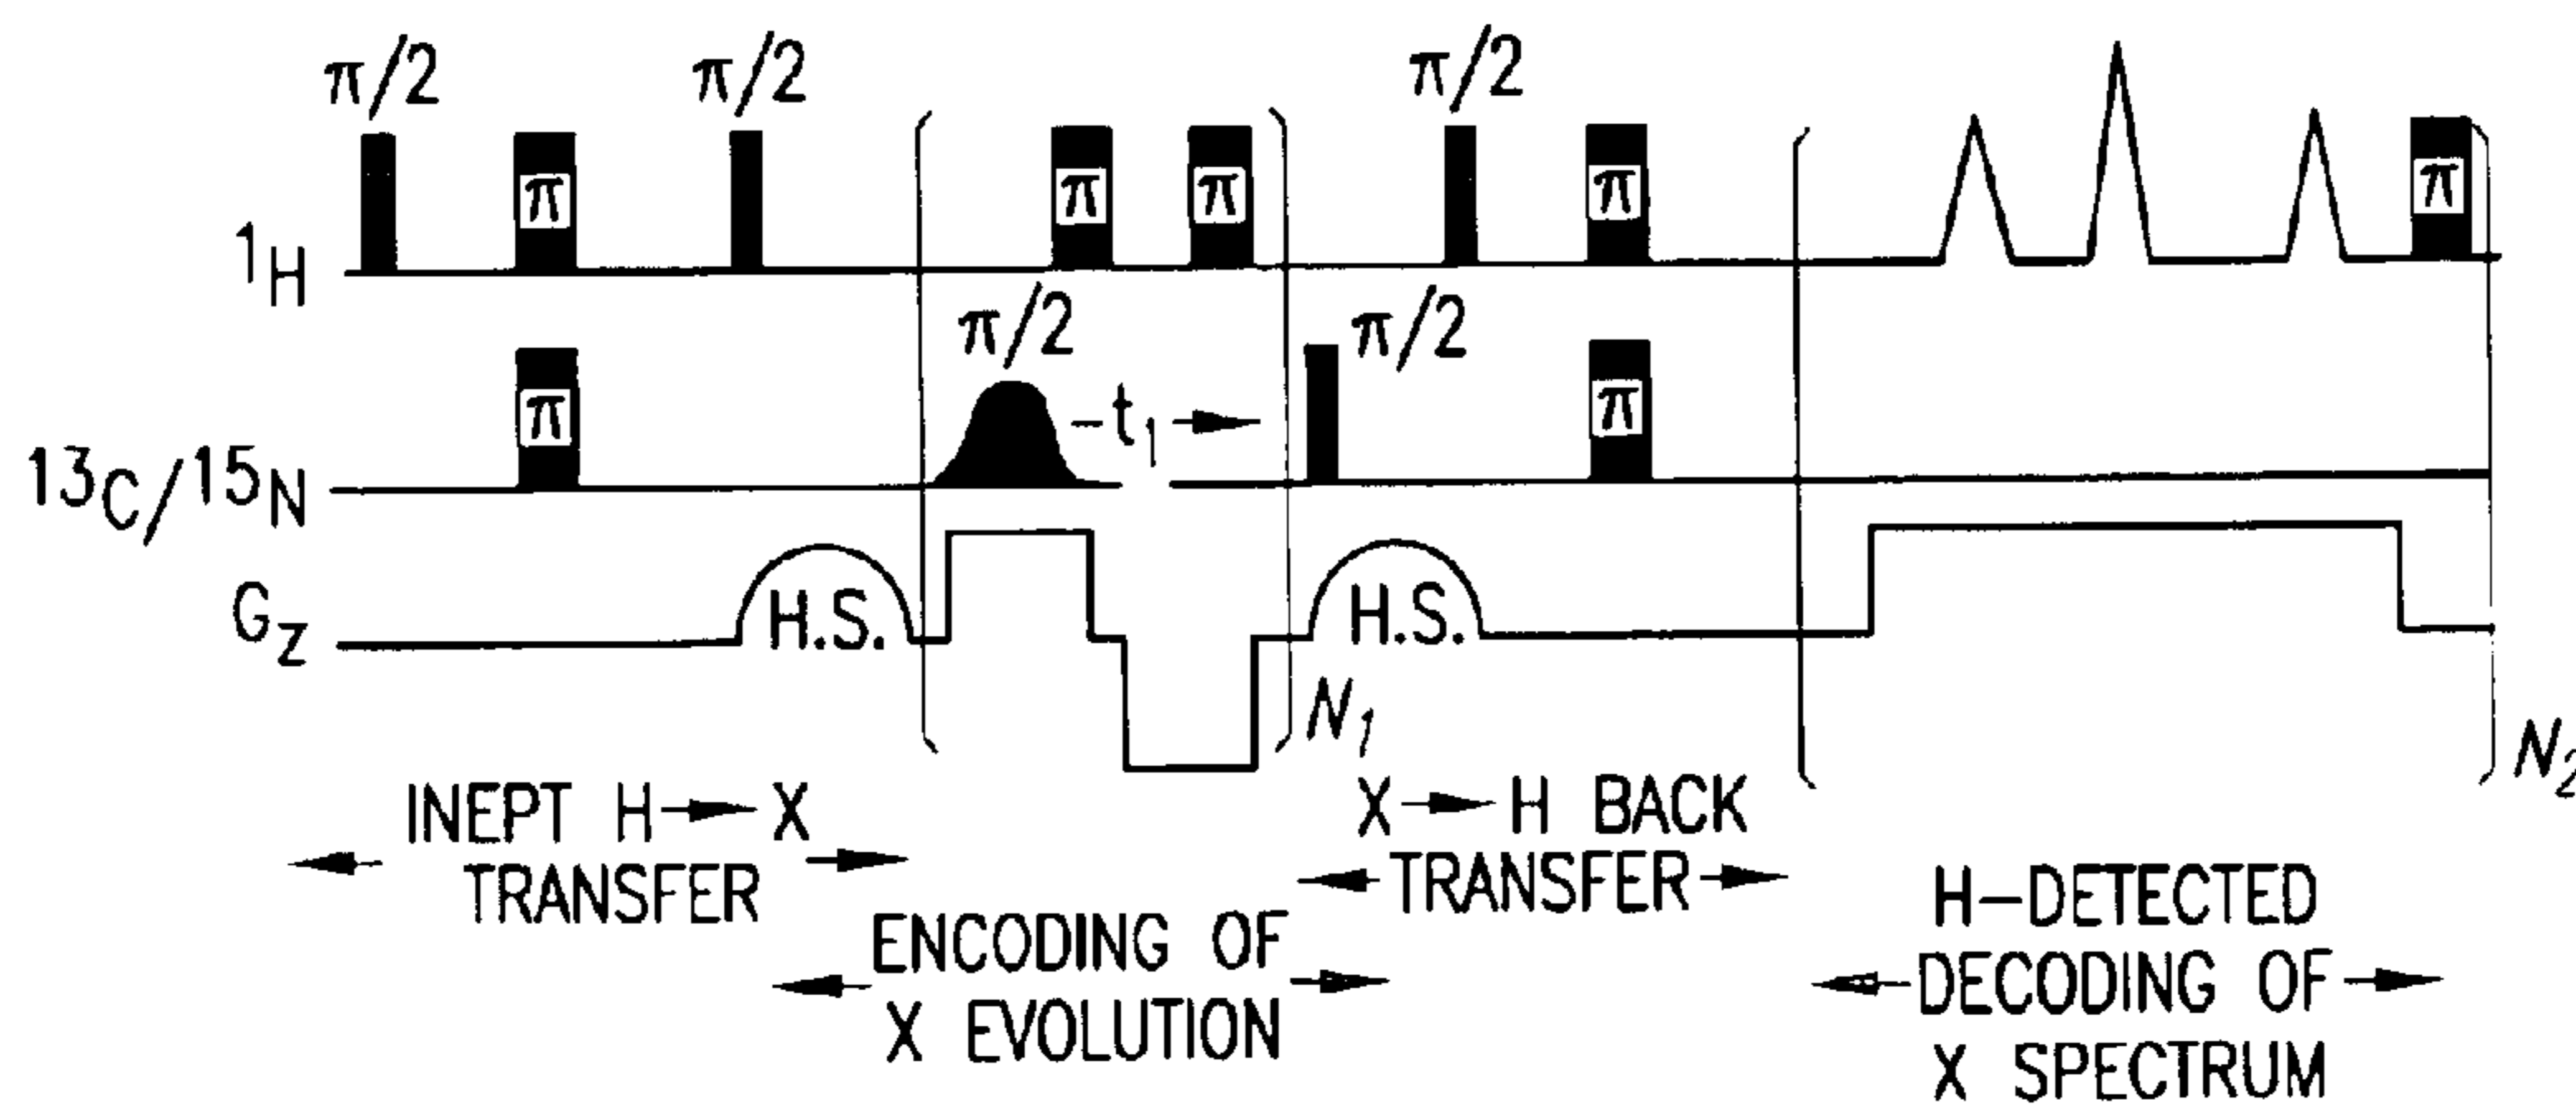 π/2 π/2 π/2
1H π π π π π
π/2 π/2
13C/15N π -t1→ π
Gz H.S. H.S.
N1 N2
INEPT H→X
TRANSFER
ENCODING OF
X EVOLUTION
X→H BACK
TRANSFER
H-DETECTED
DECODING OF
X SPECTRUM